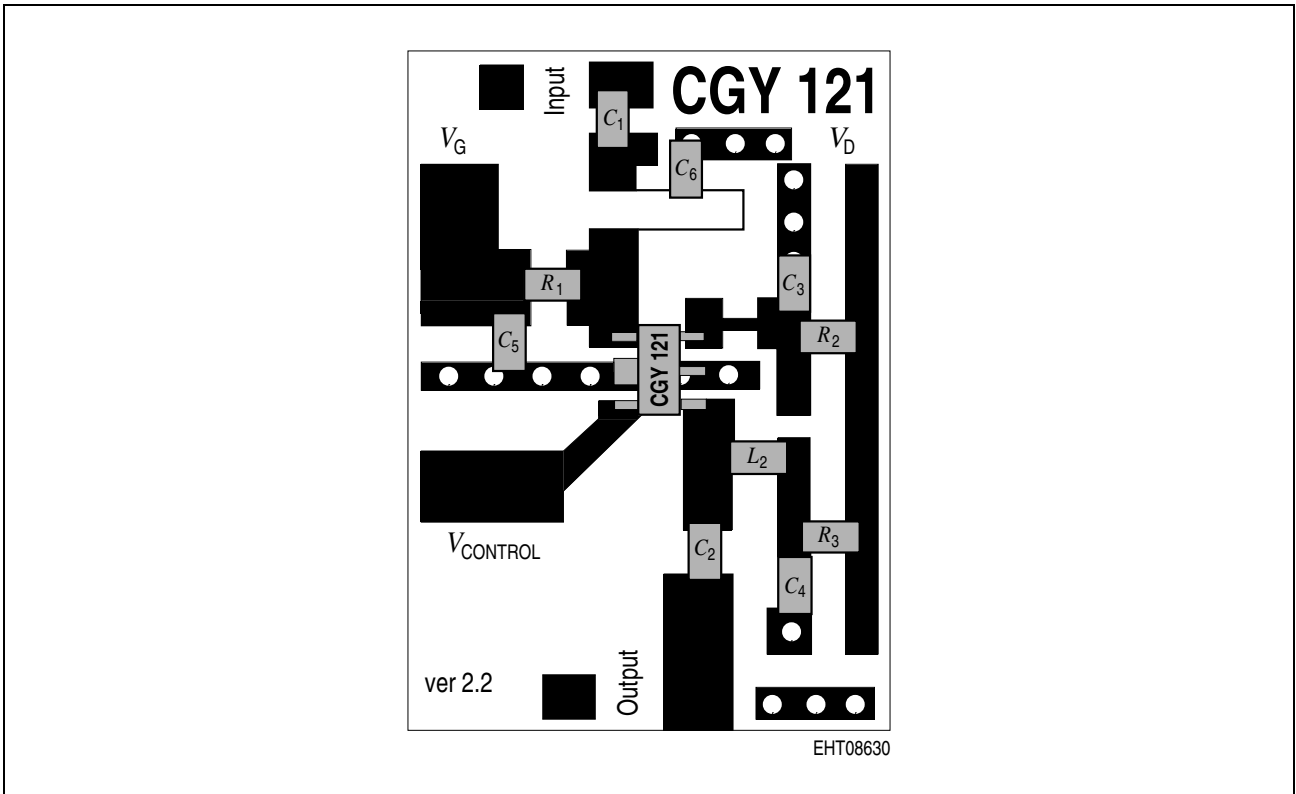 Input
CGY 121
C1
VG
VD
C6
R1
C3
R2
C5
CGY 121
L2
VCONTROL
C2
R3
C4
ver 2.2
Output
EHT08630